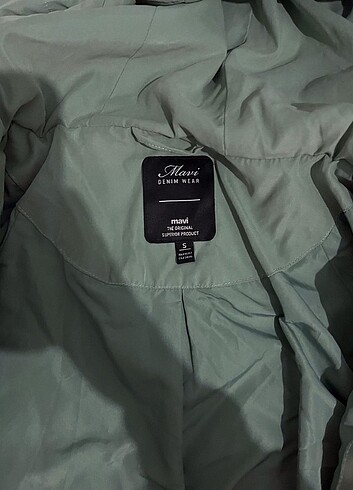 Mavi
DENIM WEAR
mavi
THE ORIGINAL
SUPERIOR PRODUCT
S